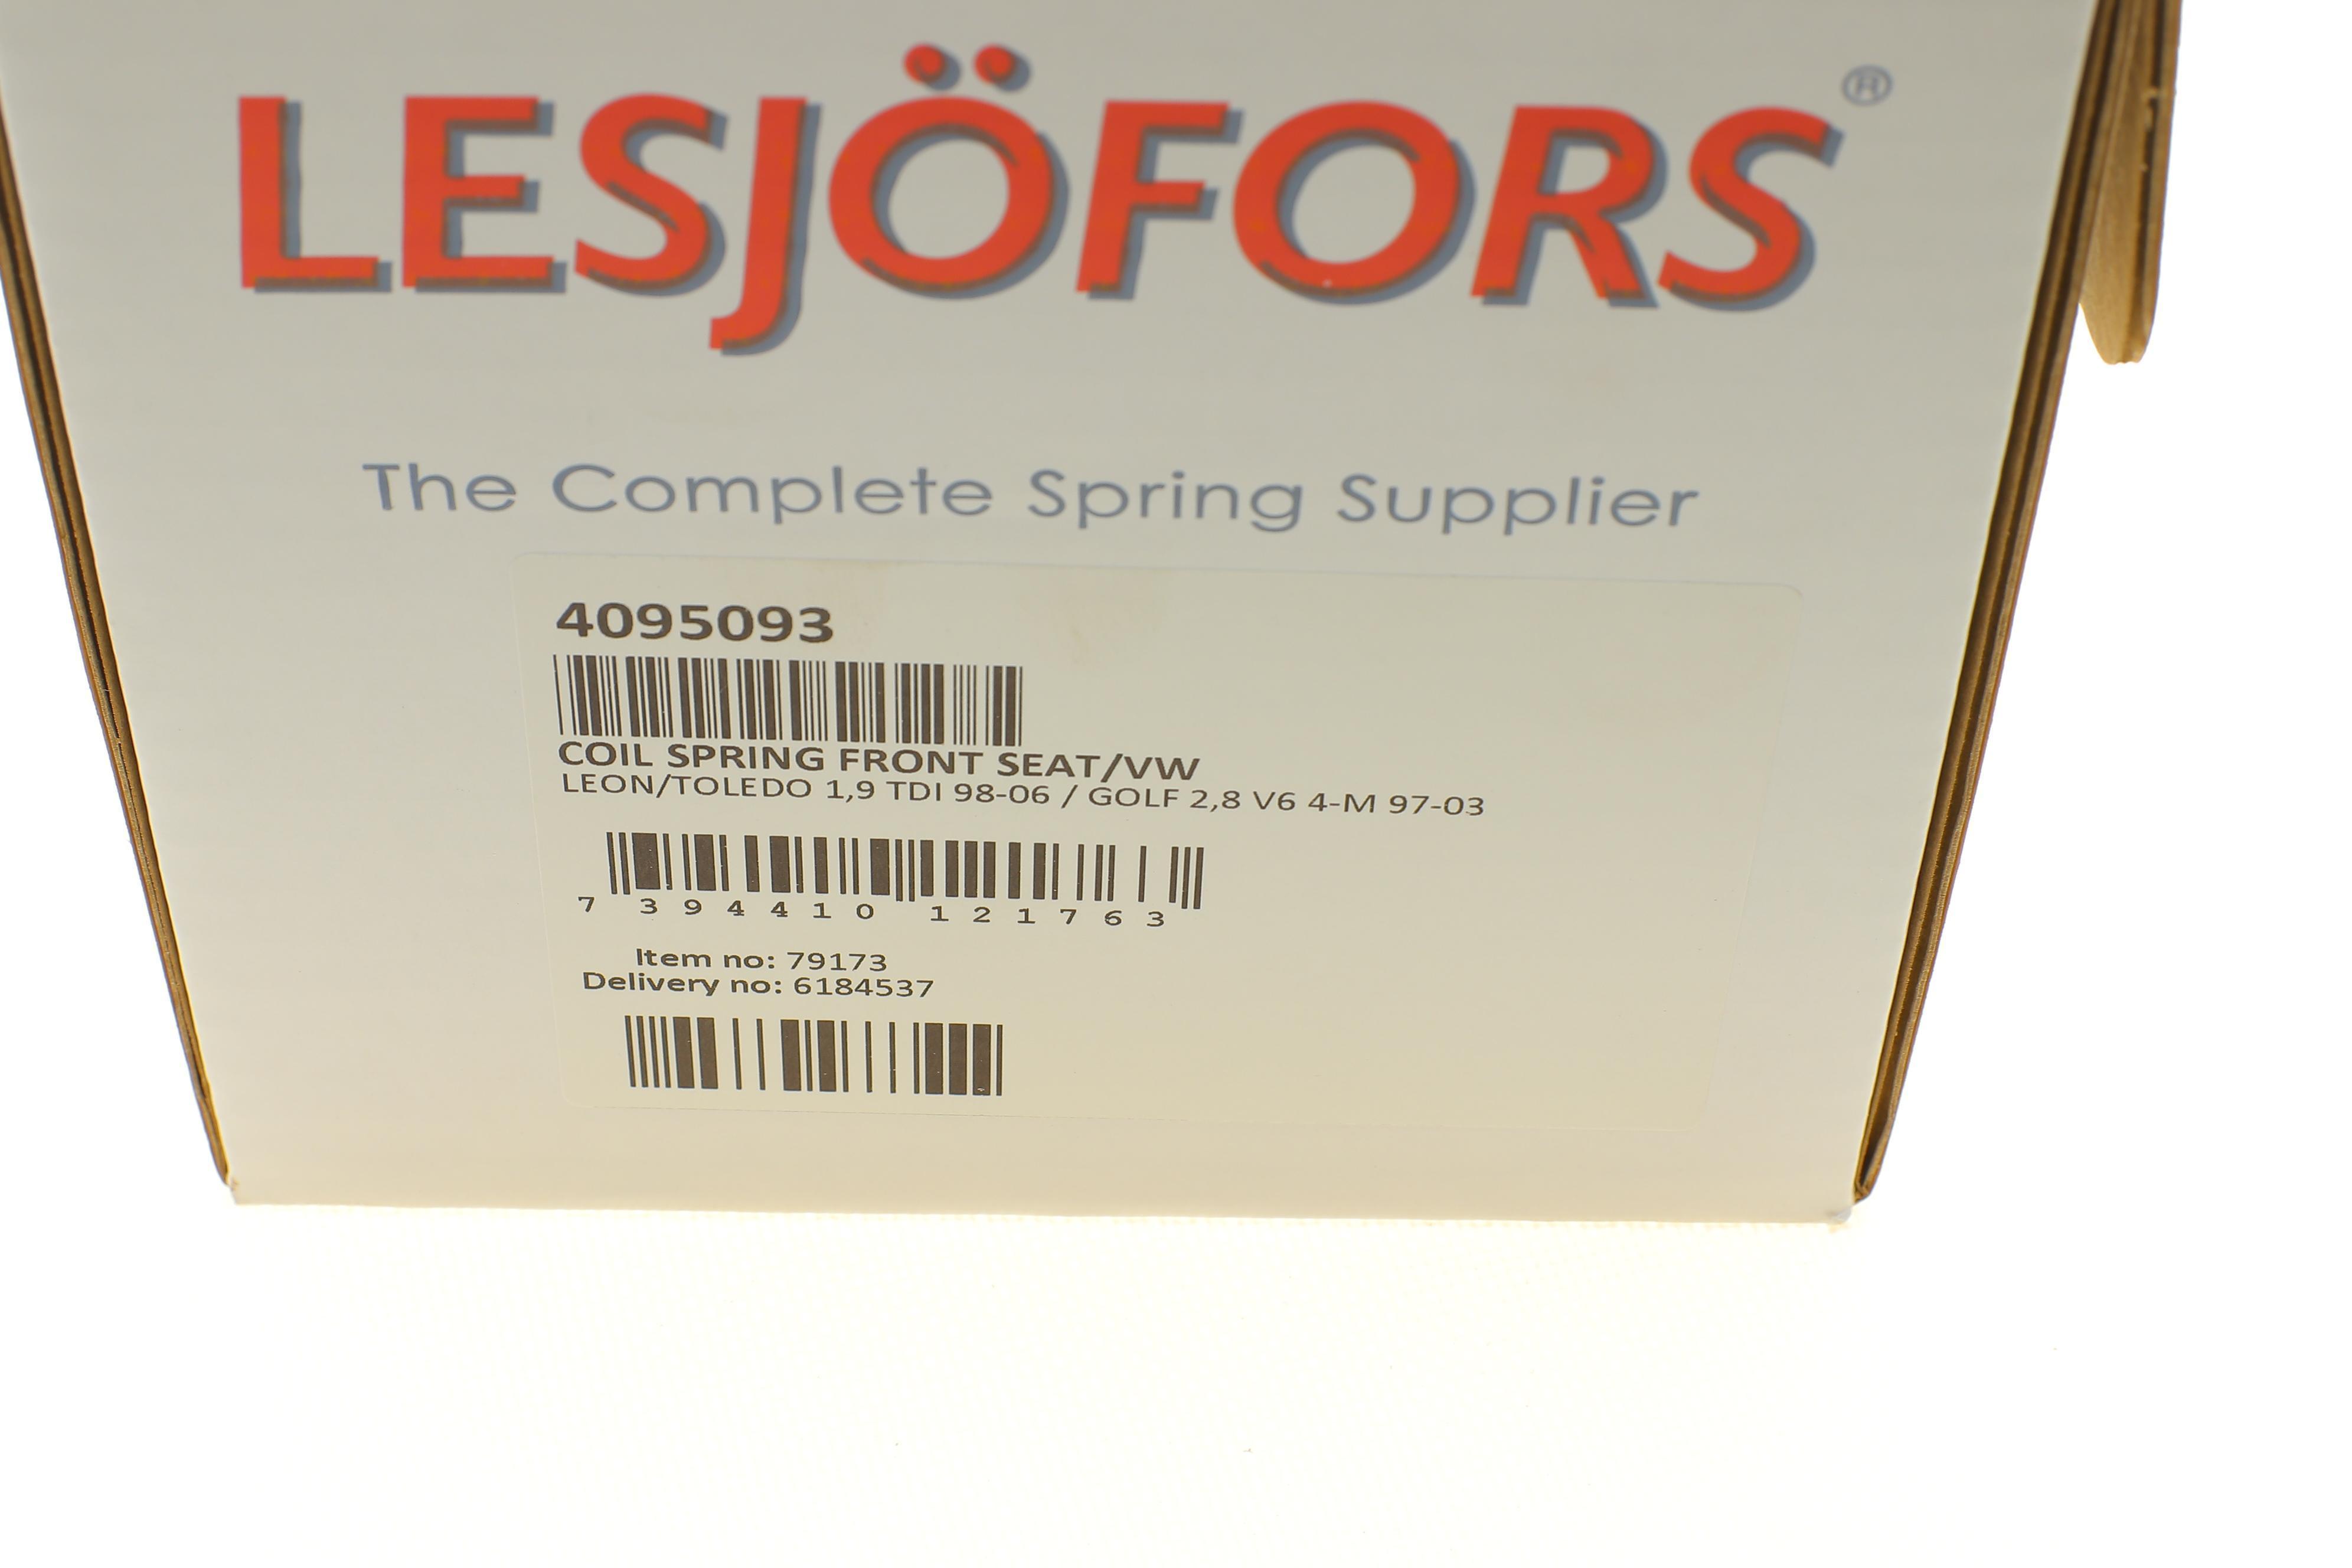 LESJÖFORS®
The Complete Spring Supplier
4095093
COIL SPRING FRONT SEAT/VW
LEON/TOLEDO 1,9 TDI 98-06 / GOLF 2,8 V6 4-M 97-03
7 394410 121763
Item no: 79173
Delivery no: 6184537